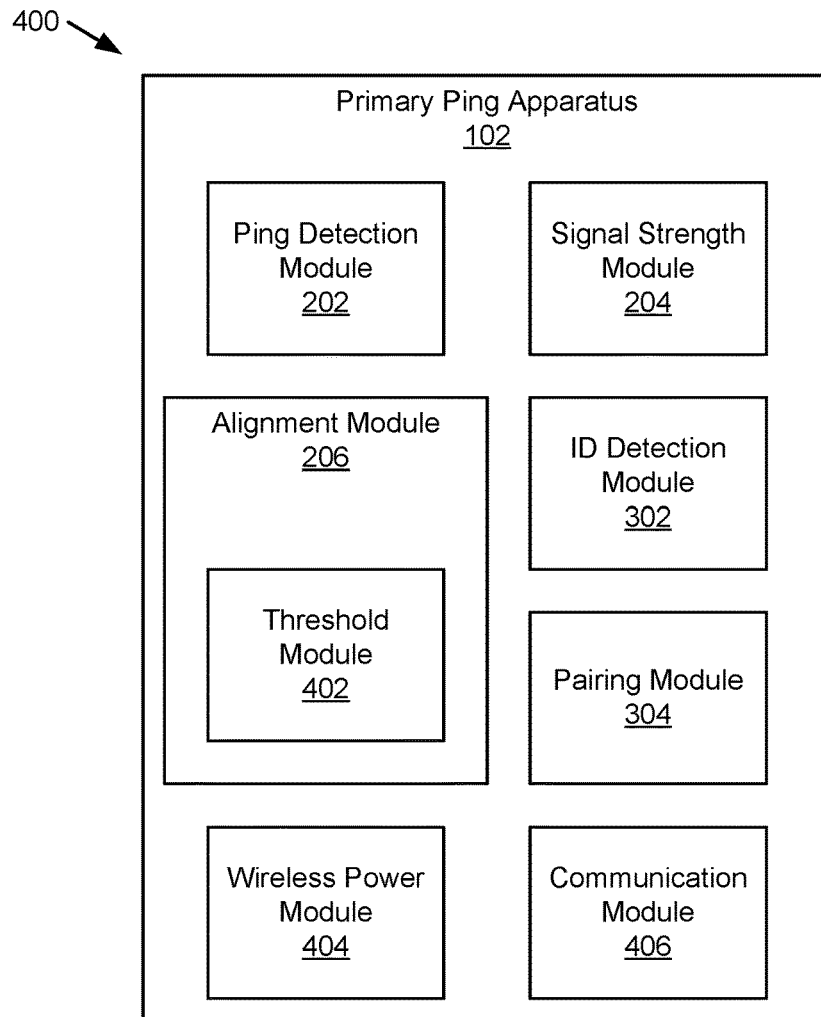 400
Primary Ping Apparatus
102
Ping Detection
Module
202
Signal Strength
Module
204
Alignment Module
206
Threshold
Module
402
ID Detection
Module
302
Pairing Module
304
Wireless Power
Module
404
Communication
Module
406